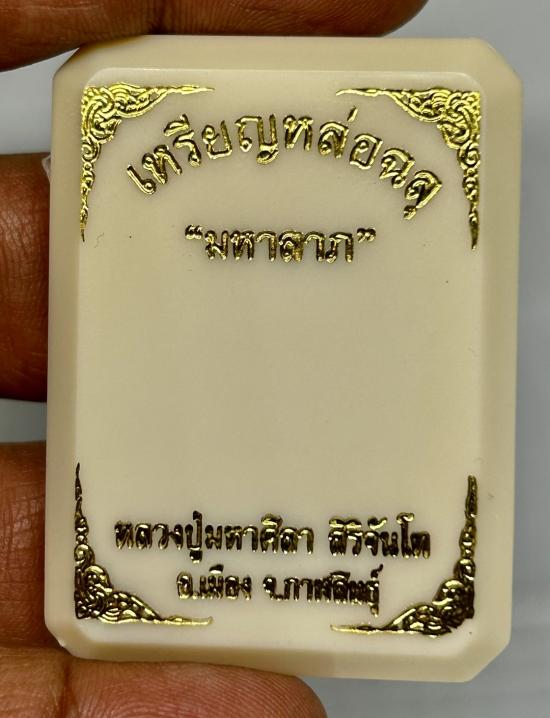 เหรียญหล่อฉลุ
“มหาลาภ”
หลวงปู่มหาศิลา สิริจันโท
อ.เมือง จ.กาฬสินธุ์